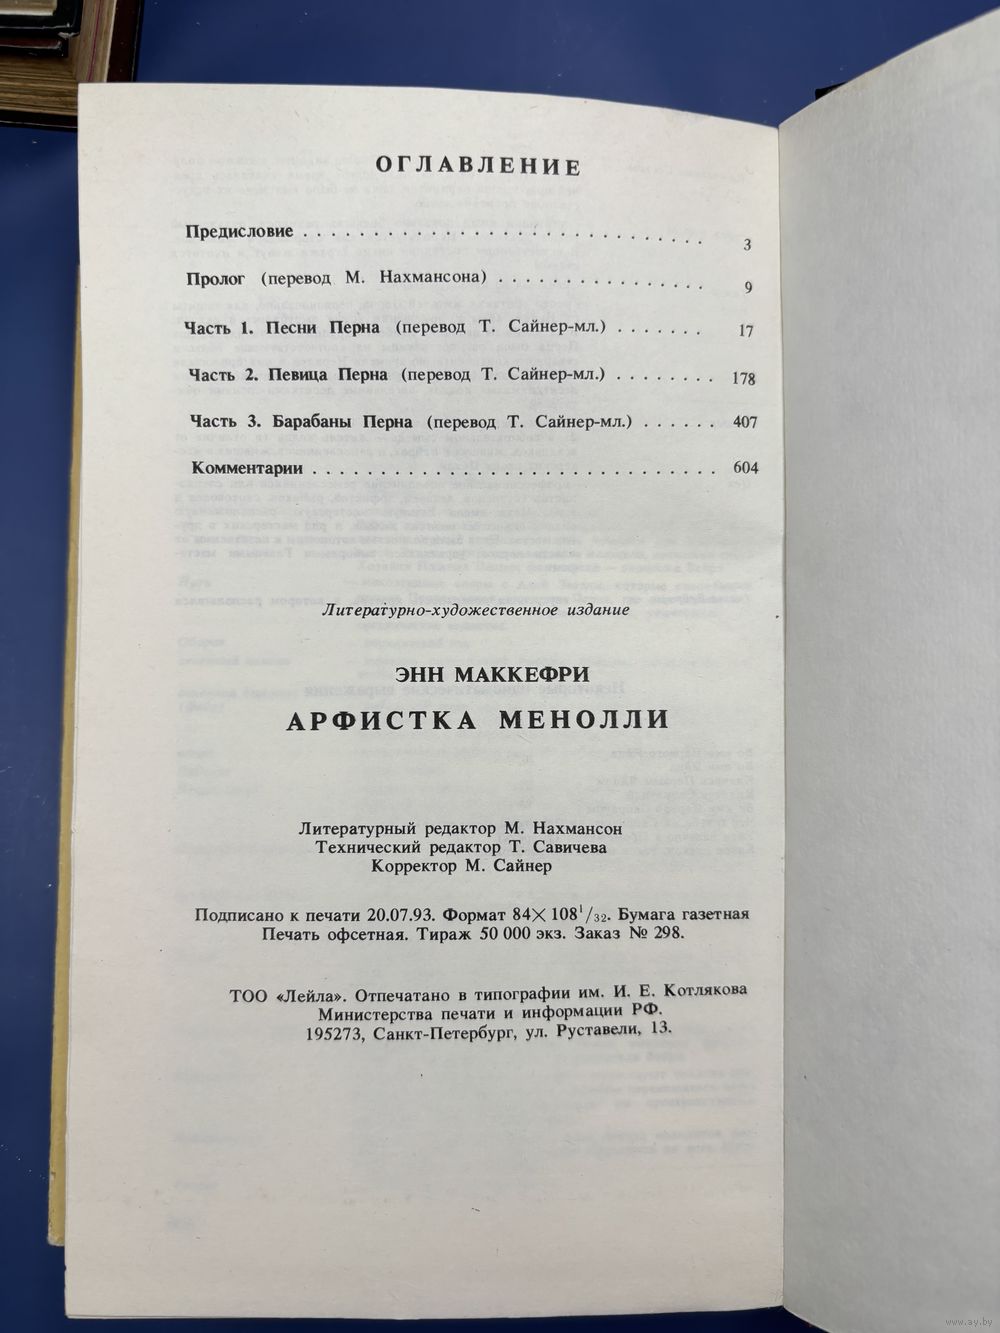 ОГЛАВЛЕНИЕ
Предисловие . . . . . . . . . . . . . . . . . . . . . . . . . . . . 3
Пролог (перевод М. Нахмансона) . . . . . . . . . . . . . . . 9
Часть 1. Песни Перна (перевод Т. Сайнер-мл.) . . . . . . . 17
Часть 2. Певица Перна (перевод Т. Сайнер-мл.) . . . . . . . . 178
Часть 3. Барабаны Перна (перевод Т. Сайнер-мл.) . . . . . . 407
Комментарии . . . . . . . . . . . . . . . . . . . . . . . . . . . . 604
Литературно-художественное издание
ЭНН МАККЕФРИ
АРФИСТКА МЕНОЛЛИ
Литературный редактор М. Нахмансон
Технический редактор Т. Савичева
Корректор М. Сайнер
Подписано к печати 20.07.93. Формат 84×108¹/₃₂. Бумага газетная
Печать офсетная. Тираж 50 000 экз. Заказ № 298.
ТОО «Лейла». Отпечатано в типографии им. И. Е. Котлякова
Министерства печати и информации РФ.
195273, Санкт-Петербург, ул. Руставели, 13.
www.ay.by